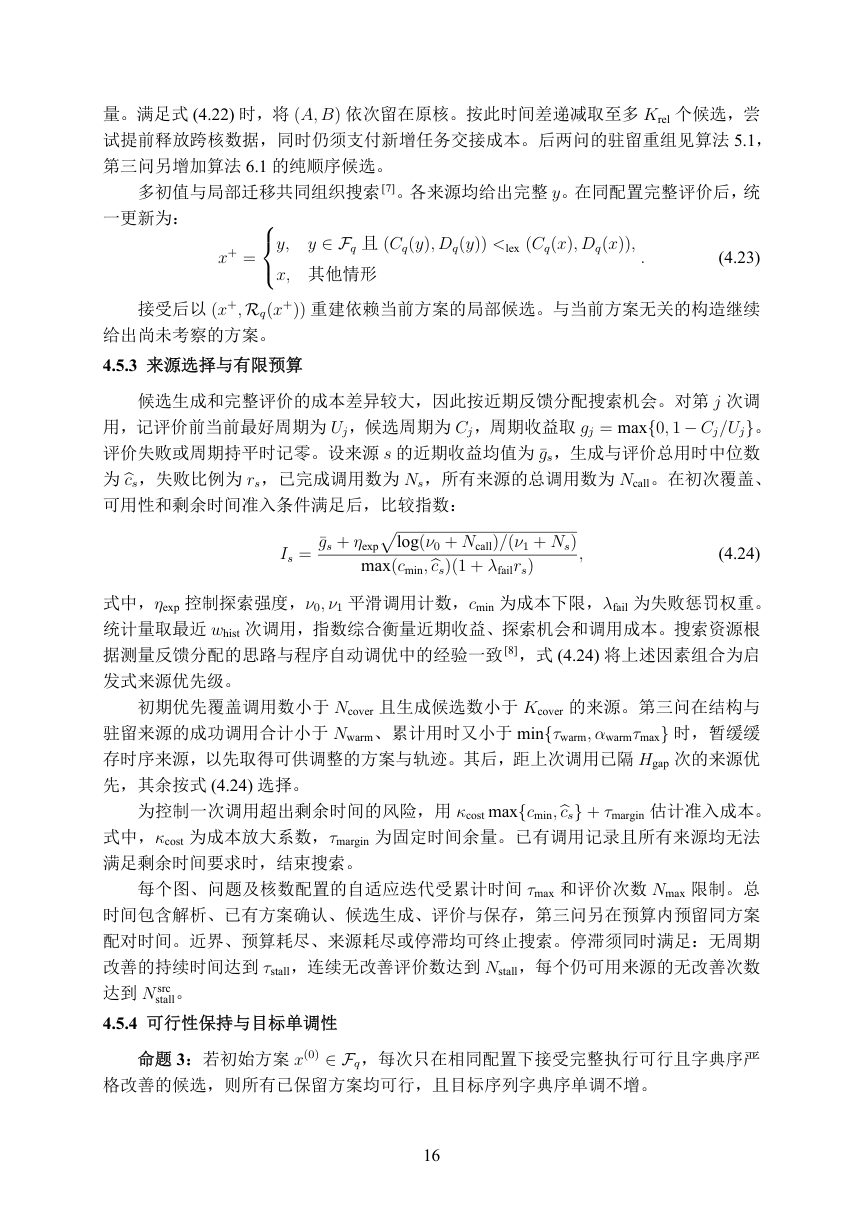 量。满足式 (4.22) 时，将 (A, B) 依次留在原核。按此时间差递减取至多 K_rel 个候选，尝
试提前释放跨核数据，同时仍须支付新增任务交接成本。后两问的驻留重组见算法 5.1，
第三问另增加算法 6.1 的纯顺序候选。
多初值与局部迁移共同组织搜索[7]。各来源均给出完整 y。在同配置完整评价后，统
一更新为：
x^+ = { y, y ∈ F_q 且 (C_q(y), D_q(y)) <_lex (C_q(x), D_q(x)),
x, 其他情形 . (4.23)
接受后以 (x^+, R_q(x^+)) 重建依赖当前方案的局部候选。与当前方案无关的构造继续
给出尚未考察的方案。
4.5.3 来源选择与有限预算
候选生成和完整评价的成本差异较大，因此按近期反馈分配搜索机会。对第 j 次调
用，记评价前当前最好周期为 U_j，候选周期为 C_j，周期收益取 g_j = max{0, 1 − C_j/U_j}。
评价失败或周期持平时记零。设来源 s 的近期收益均值为 ḡ_s，生成与评价总用时中位数
为 ĉ_s，失败比例为 r_s，已完成调用数为 N_s，所有来源的总调用数为 N_call。在初次覆盖、
可用性和剩余时间准入条件满足后，比较指数：
I_s = (ḡ_s + η_exp √(log(ν_0 + N_call)/(ν_1 + N_s))) / (max(c_min, ĉ_s)(1 + λ_fail r_s)), (4.24)
式中，η_exp 控制探索强度，ν_0, ν_1 平滑调用计数，c_min 为成本下限，λ_fail 为失败惩罚权重。
统计量取最近 w_hist 次调用，指数综合衡量近期收益、探索机会和调用成本。搜索资源根
据测量反馈分配的思路与程序自动调优中的经验一致[8]，式 (4.24) 将上述因素组合为启
发式来源优先级。
初期优先覆盖调用数小于 N_cover 且生成候选数小于 K_cover 的来源。第三问在结构与
驻留来源的成功调用合计小于 N_warm、累计用时又小于 min{τ_warm, α_warm τ_max} 时，暂缓缓
存时序来源，以先取得可供调整的方案与轨迹。其后，距上次调用已隔 H_gap 次的来源优
先，其余按式 (4.24) 选择。
为控制一次调用超出剩余时间的风险，用 κ_cost max{c_min, ĉ_s} + τ_margin 估计准入成本。
式中，κ_cost 为成本放大系数，τ_margin 为固定时间余量。已有调用记录且所有来源均无法
满足剩余时间要求时，结束搜索。
每个图、问题及核数配置的自适应迭代受累计时间 τ_max 和评价次数 N_max 限制。总
时间包含解析、已有方案确认、候选生成、评价与保存，第三问另在预算内预留同方案
配对时间。近界、预算耗尽、来源耗尽或停滞均可终止搜索。停滞须同时满足：无周期
改善的持续时间达到 τ_stall，连续无改善评价数达到 N_stall，每个仍可用来源的无改善次数
达到 N_stall^src。
4.5.4 可行性保持与目标单调性
命题 3：若初始方案 x^(0) ∈ F_q，每次只在相同配置下接受完整执行可行且字典序严
格改善的候选，则所有已保留方案均可行，且目标序列字典序单调不增。
16